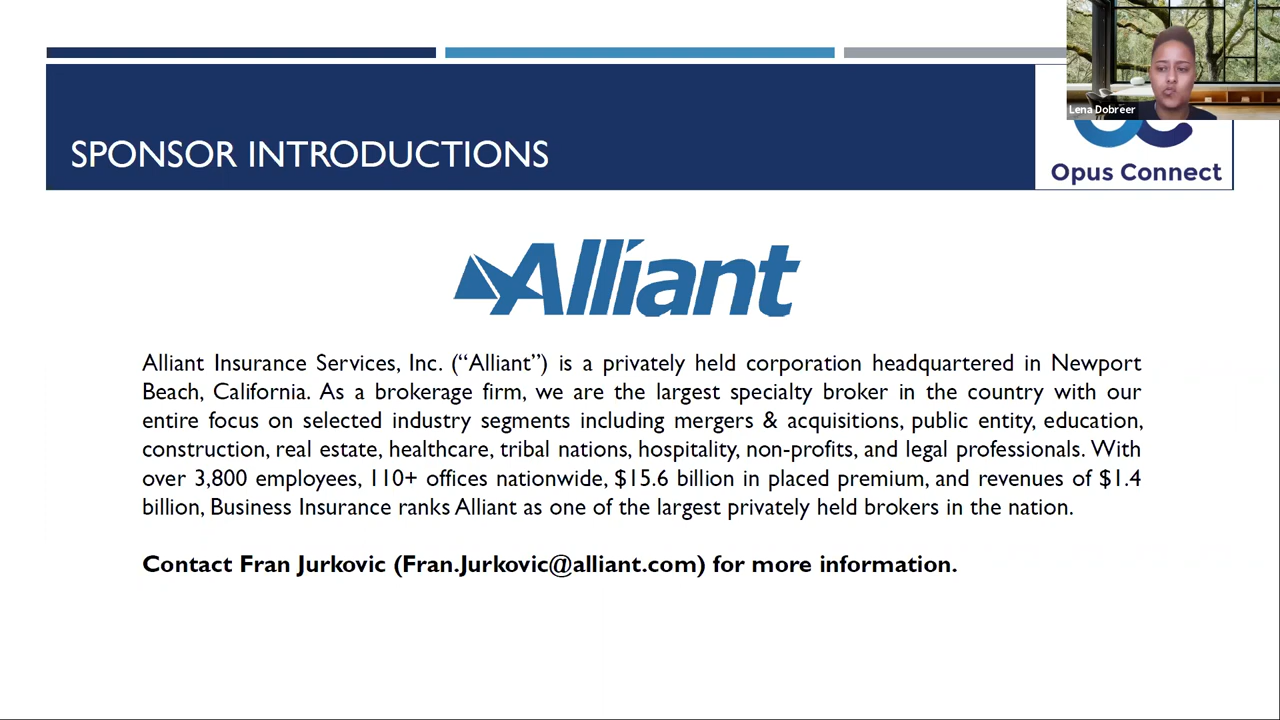 Lena Dobreer
SPONSOR INTRODUCTIONS
Opus Connect
Alliant
Alliant Insurance Services, Inc. (“Alliant”) is a privately held corporation headquartered in Newport
Beach, California. As a brokerage firm, we are the largest specialty broker in the country with our
entire focus on selected industry segments including mergers & acquisitions, public entity, education,
construction, real estate, healthcare, tribal nations, hospitality, non-profits, and legal professionals. With
over 3,800 employees, 110+ offices nationwide, $15.6 billion in placed premium, and revenues of $1.4
billion, Business Insurance ranks Alliant as one of the largest privately held brokers in the nation.
Contact Fran Jurkovic (Fran.Jurkovic@alliant.com) for more information.